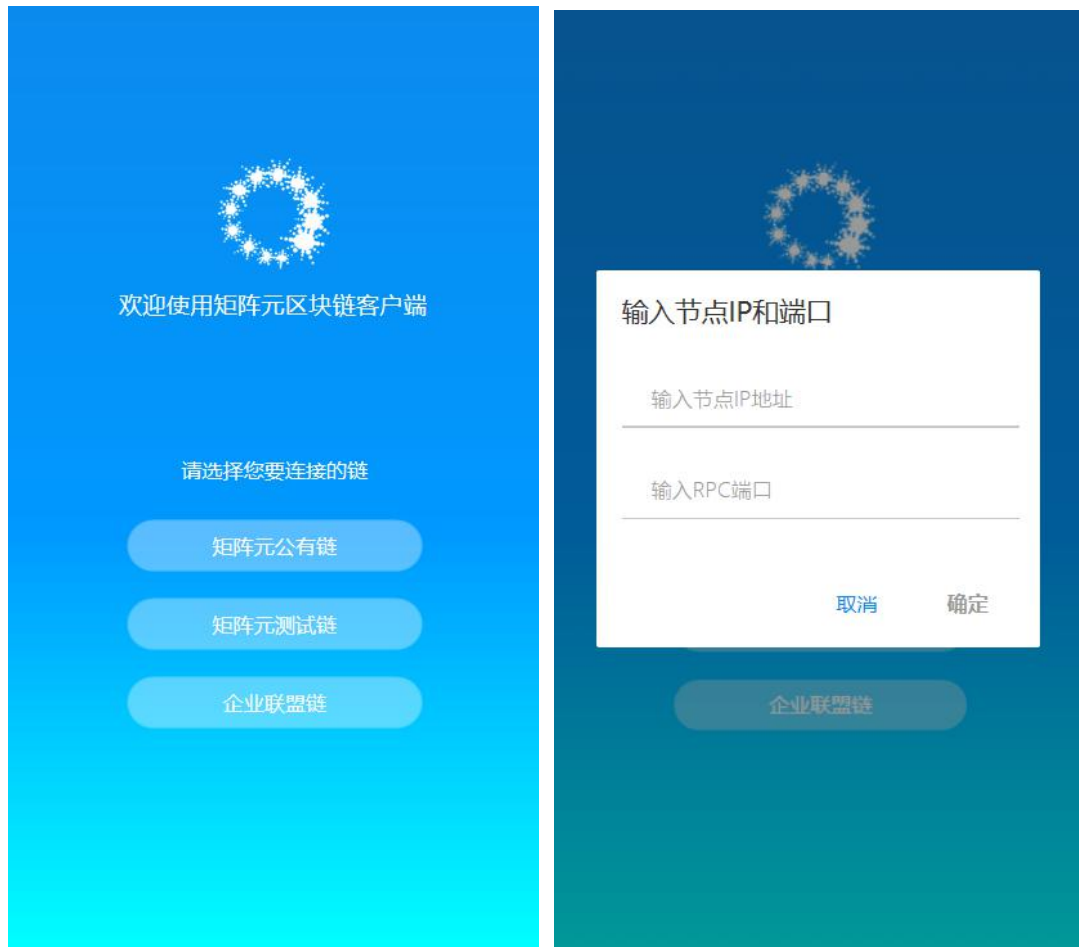 欢迎使用矩阵元区块链客户端
请选择您要连接的链
矩阵元公有链
矩阵元测试链
企业联盟链
输入节点IP和端口
输入节点IP地址
输入RPC端口
取消 确定
企业联盟链